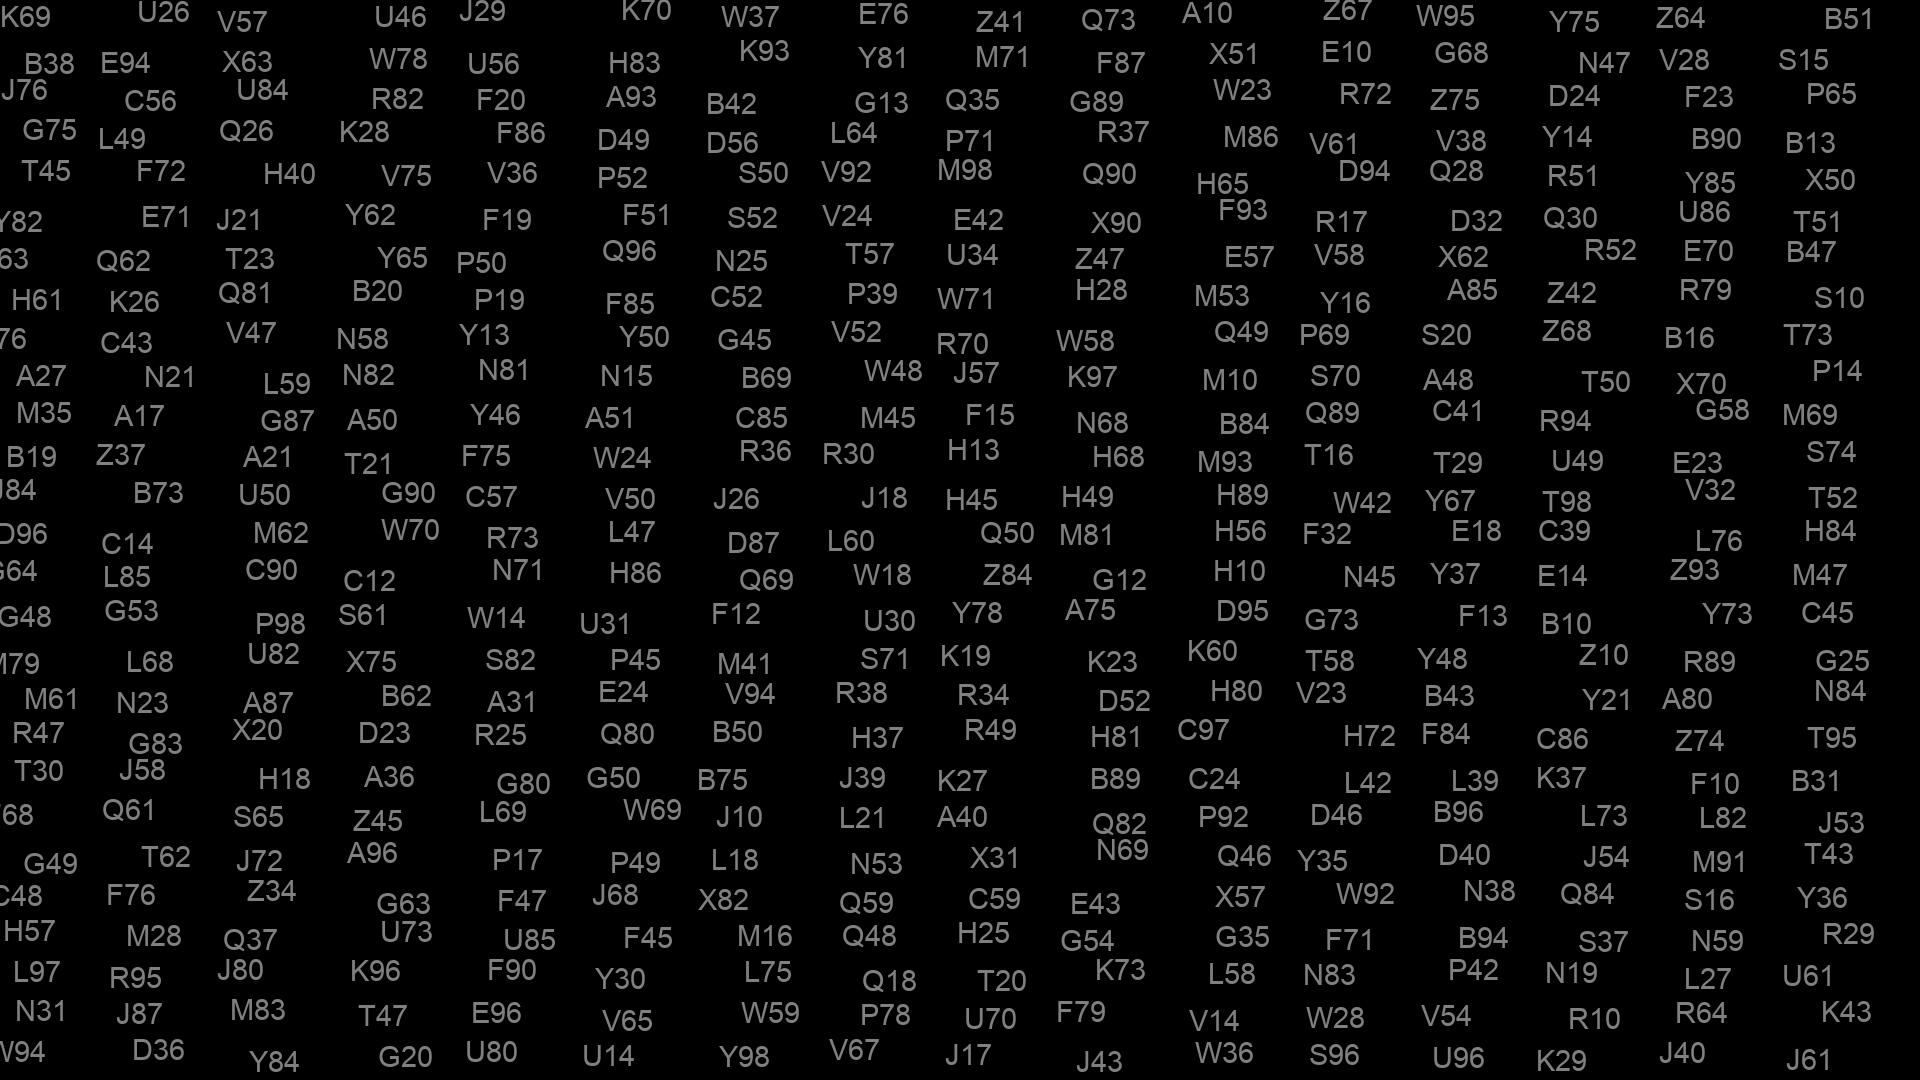 K69 U26 V57 U46 J29 K70 W37 E76 Z41 Q73 A10 Z67 W95 Y75 Z64 B51
B38 E94 X63 W78 U56 H83 K93 Y81 M71 F87 X51 E10 G68 N47 V28 S15
J76 C56 U84 R82 F20 A93 B42 G13 Q35 G89 W23 R72 Z75 D24 F23 P65
G75 L49 Q26 K28 F86 D49 D56 L64 P71 R37 M86 V61 V38 Y14 B90 B13
T45 F72 H40 V75 V36 P52 S50 V92 M98 Q90 H65 D94 Q28 R51 Y85 X50
Y82 E71 J21 Y62 F19 F51 S52 V24 E42 X90 F93 R17 D32 Q30 U86 T51
63 Q62 T23 Y65 P50 Q96 N25 T57 U34 Z47 E57 V58 X62 R52 E70 B47
H61 K26 Q81 B20 P19 F85 C52 P39 W71 H28 M53 Y16 A85 Z42 R79 S10
76 C43 V47 N58 Y13 Y50 G45 V52 R70 W58 Q49 P69 S20 Z68 B16 T73
A27 N21 L59 N82 N81 N15 B69 W48 J57 K97 M10 S70 A48 T50 X70 P14
M35 A17 G87 A50 Y46 A51 C85 M45 F15 N68 B84 Q89 C41 R94 G58 M69
B19 Z37 A21 T21 F75 W24 R36 R30 H13 H68 M93 T16 T29 U49 E23 S74
84 B73 U50 G90 C57 V50 J26 J18 H45 H49 H89 W42 Y67 T98 V32 T52
D96 C14 M62 W70 R73 L47 D87 L60 Q50 M81 H56 F32 E18 C39 L76 H84
G64 L85 C90 C12 N71 H86 Q69 W18 Z84 G12 H10 N45 Y37 E14 Z93 M47
G48 G53 P98 S61 W14 U31 F12 U30 Y78 A75 D95 G73 F13 B10 Y73 C45
M79 L68 U82 X75 S82 P45 M41 S71 K19 K23 K60 T58 Y48 Z10 R89 G25
M61 N23 A87 B62 A31 E24 V94 R38 R34 D52 H80 V23 B43 Y21 A80 N84
R47 G83 X20 D23 R25 Q80 B50 H37 R49 H81 C97 H72 F84 C86 Z74 T95
T30 J58 H18 A36 G80 G50 B75 J39 K27 B89 C24 L42 L39 K37 F10 B31
68 Q61 S65 Z45 L69 W69 J10 L21 A40 Q82 P92 D46 B96 L73 L82 J53
G49 T62 J72 A96 P17 P49 L18 N53 X31 N69 Q46 Y35 D40 J54 M91 T43
C48 F76 Z34 G63 F47 J68 X82 Q59 C59 E43 X57 W92 N38 Q84 S16 Y36
H57 M28 Q37 U73 U85 F45 M16 Q48 H25 G54 G35 F71 B94 S37 N59 R29
L97 R95 J80 K96 F90 Y30 L75 Q18 T20 K73 L58 N83 P42 N19 L27 U61
N31 J87 M83 T47 E96 V65 W59 P78 U70 F79 V14 W28 V54 R10 R64 K43
W94 D36 Y84 G20 U80 U14 Y98 V67 J17 J43 W36 S96 U96 K29 J40 J61